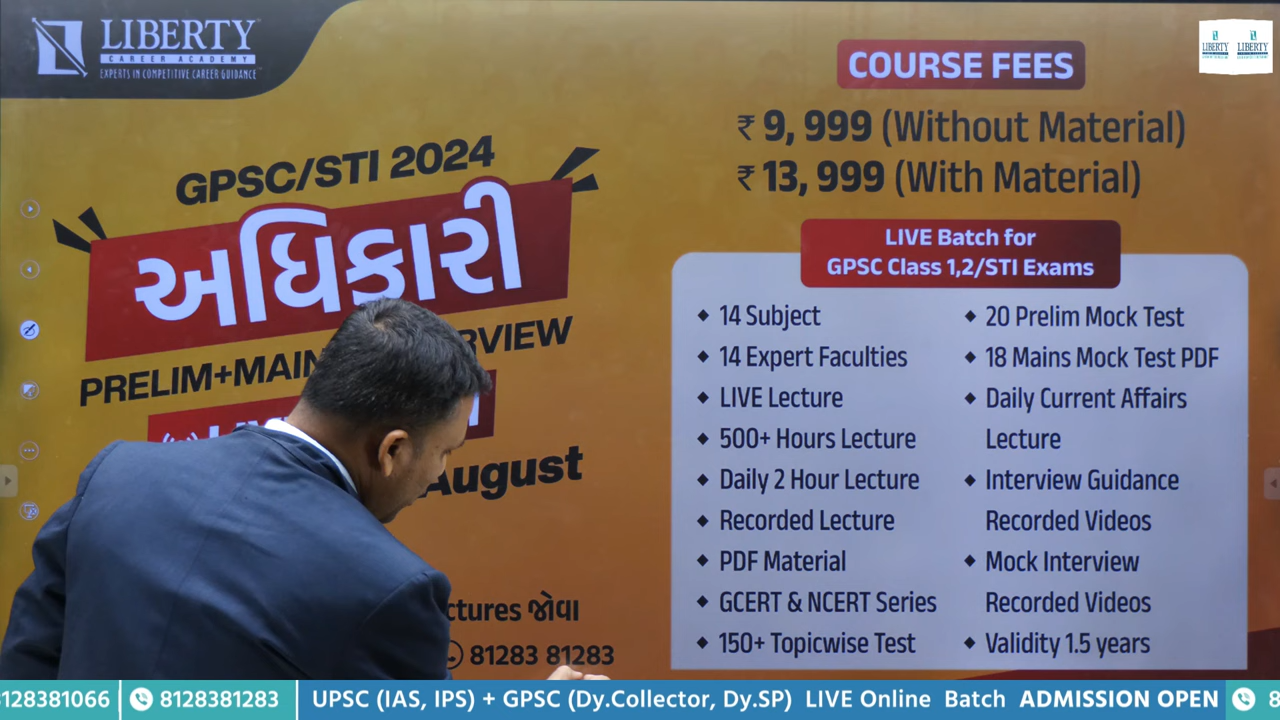 LIBERTY
CAREER ACADEMY
EXPERTS IN COMPETITIVE CAREER GUIDANCE
GPSC/STI 2024
અધિકારી
PRELIM+MAIN
August
જોવા
81283 81283
COURSE FEES
₹ 9, 999 (Without Material)
₹ 13, 999 (With Material)
LIVE Batch for
GPSC Class 1,2/STI Exams
14 Subject
14 Expert Faculties
LIVE Lecture
500+ Hours Lecture
Daily 2 Hour Lecture
Recorded Lecture
PDF Material
GCERT & NCERT Series
150+ Topicwise Test
20 Prelim Mock Test
18 Mains Mock Test PDF
Daily Current Affairs
Lecture
Interview Guidance
Recorded Videos
Mock Interview
Recorded Videos
Validity 1.5 years
LIBERTY LIBERTY
8128381066 8128381283 UPSC (IAS, IPS) + GPSC (Dy.Collector, Dy.SP) LIVE Online Batch ADMISSION OPEN